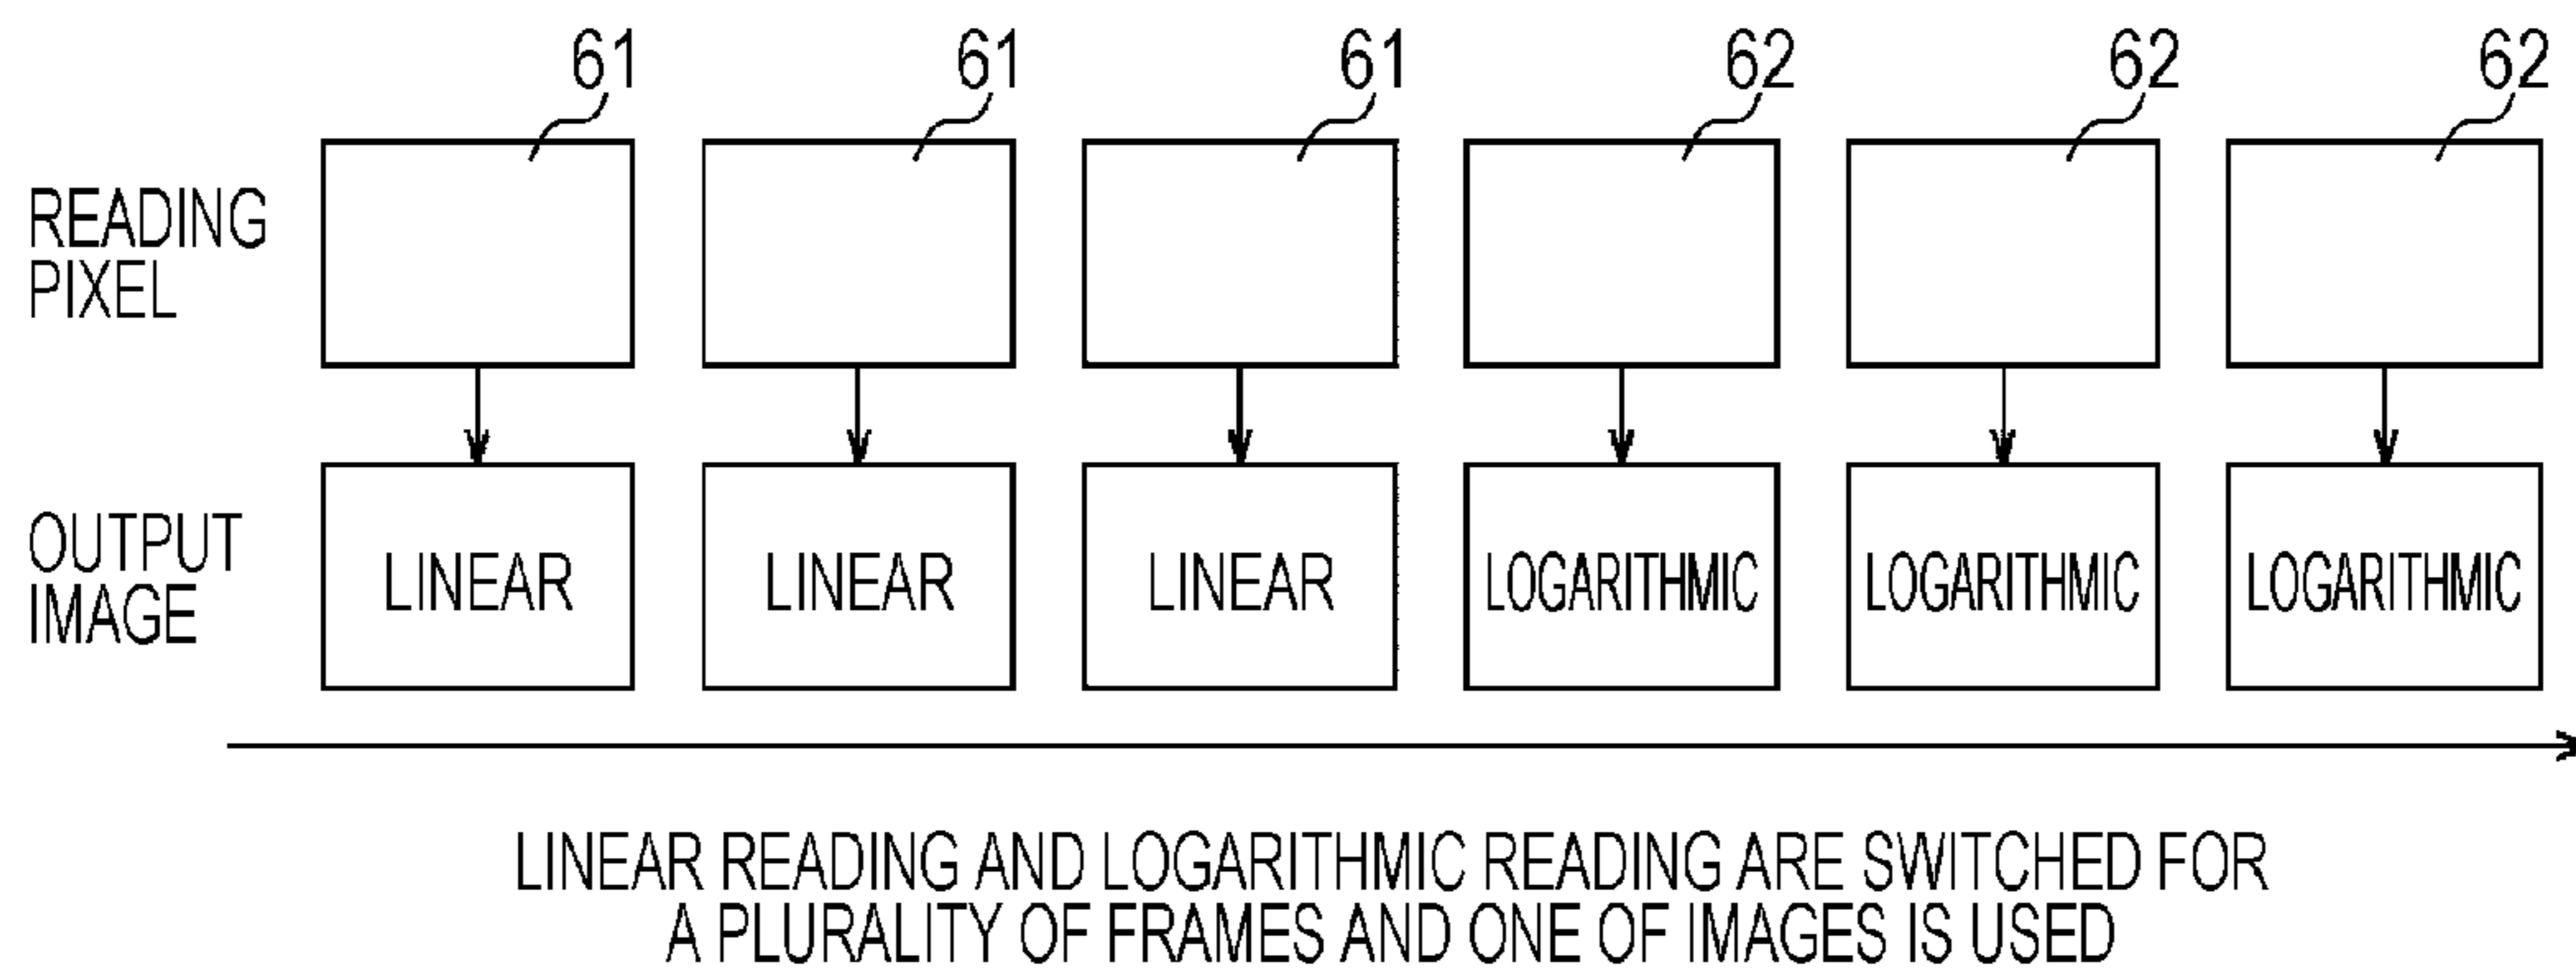 61 61 61 62 62 62
READING
PIXEL
OUTPUT
IMAGE
LINEAR LINEAR LINEAR LOGARITHMIC LOGARITHMIC LOGARITHMIC
LINEAR READING AND LOGARITHMIC READING ARE SWITCHED FOR
A PLURALITY OF FRAMES AND ONE OF IMAGES IS USED